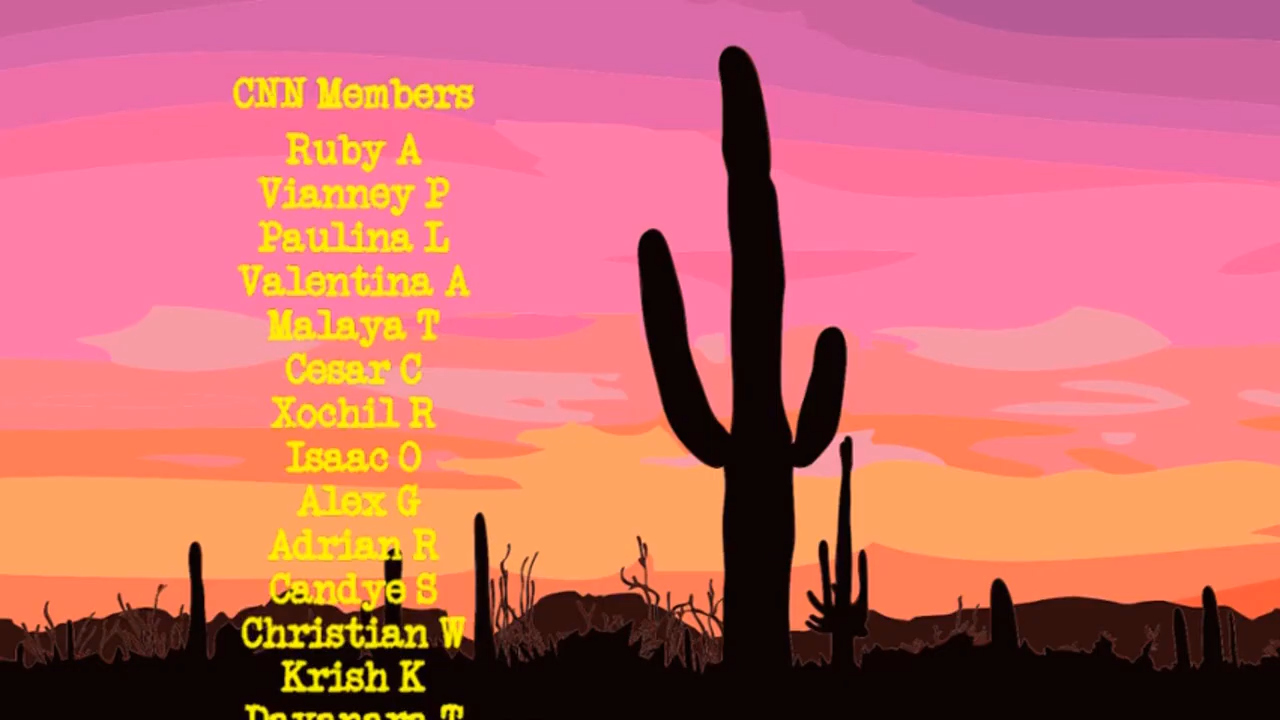 CNN Members
Ruby A
Vianney P
Paulina L
Valentina A
Malaya T
Cesar C
Xochil R
Isaac O
Alex G
Adrian R
Candye S
Christian W
Krish K